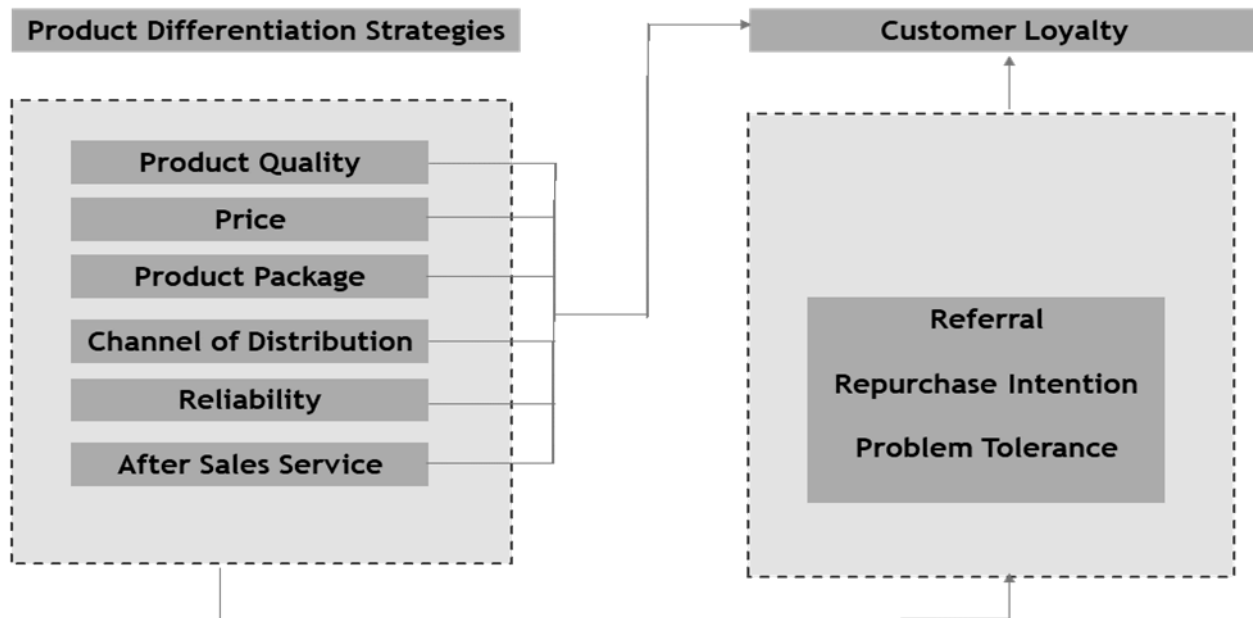 Product Differentiation Strategies
Customer Loyalty
Product Quality
Price
Product Package
Channel of Distribution
Reliability
After Sales Service
Referral
Repurchase Intention
Problem Tolerance